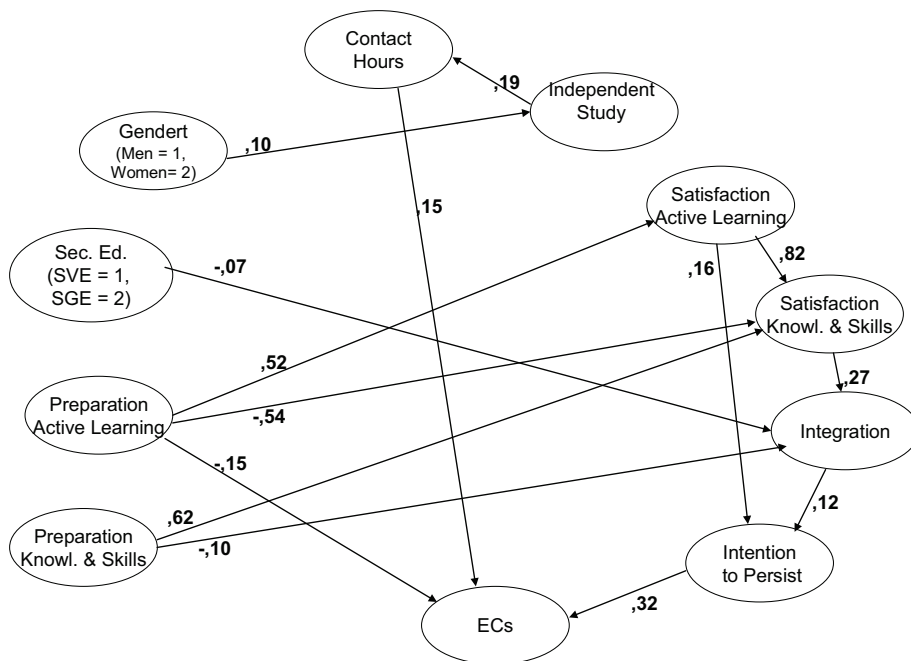 Contact
Hours
,19
Independent
Study
Gendert
(Men = 1,
Women= 2)
,10
,15
Satisfaction
Active Learning
Sec. Ed.
(SVE = 1,
SGE = 2)
-,07
,82
,16
Satisfaction
Knowl. & Skills
,52
,27
Preparation
Active Learning
-,54
Integration
-,15
,62
,12
Preparation
Knowl. & Skills
-,10
Intention
to Persist
,32
ECs